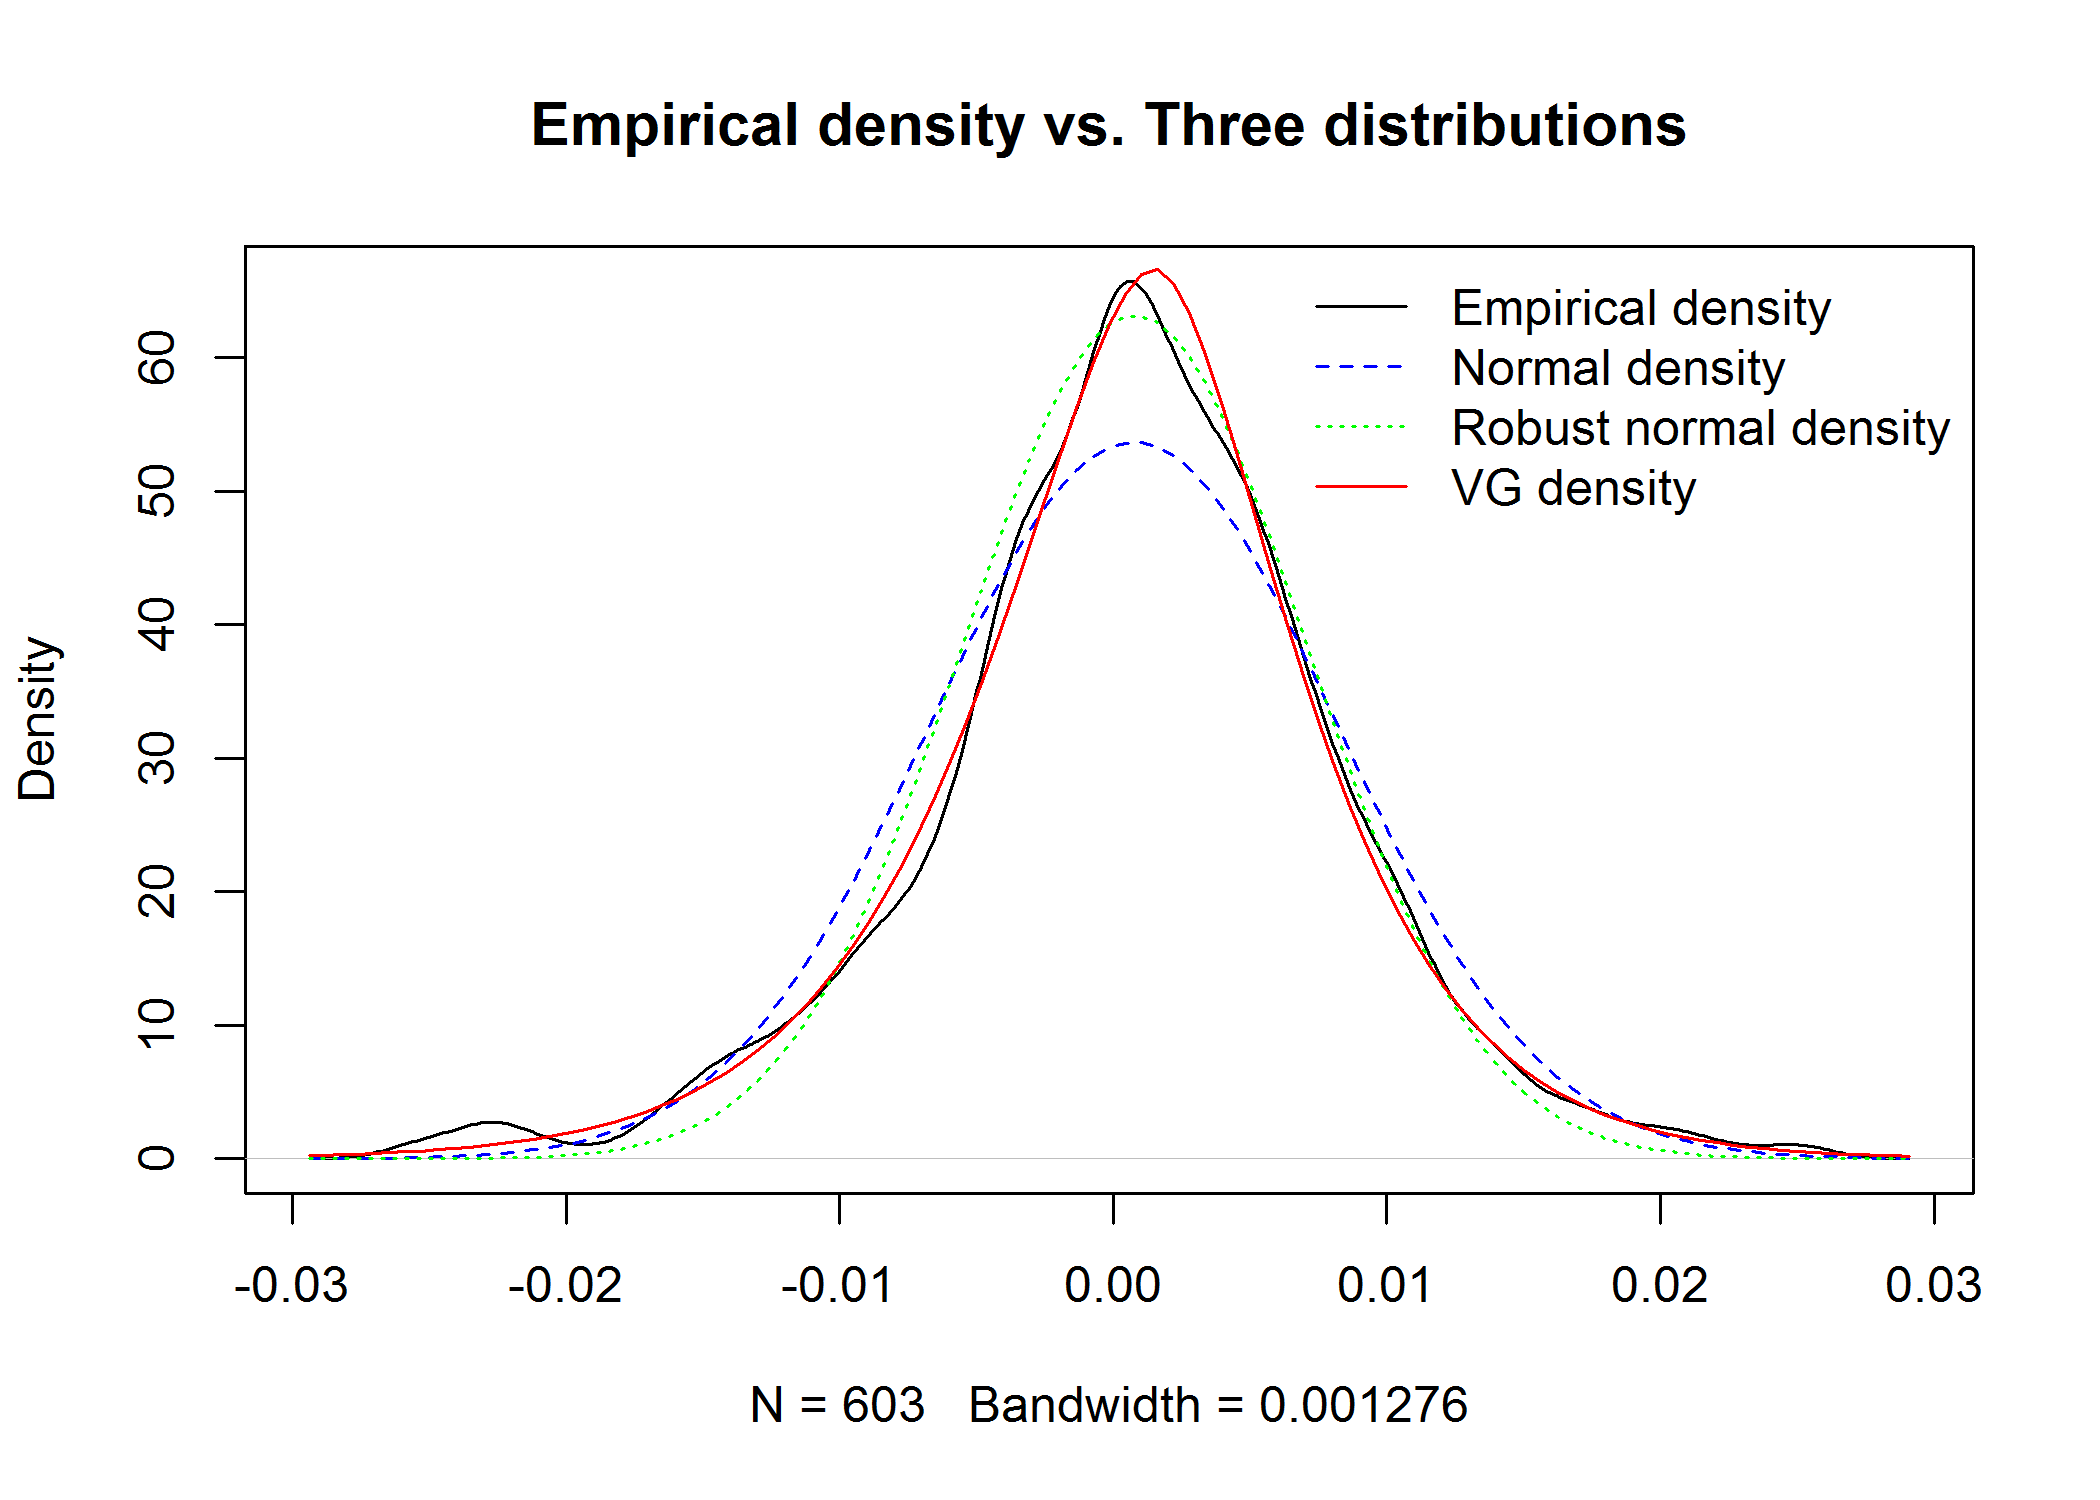 Empirical density vs. Three distributions
Empirical density
Normal density
Robust normal density
VG density
Density
60
50
40
30
20
10
0
-0.03 -0.02 -0.01 0.00 0.01 0.02 0.03
N = 603 Bandwidth = 0.001276